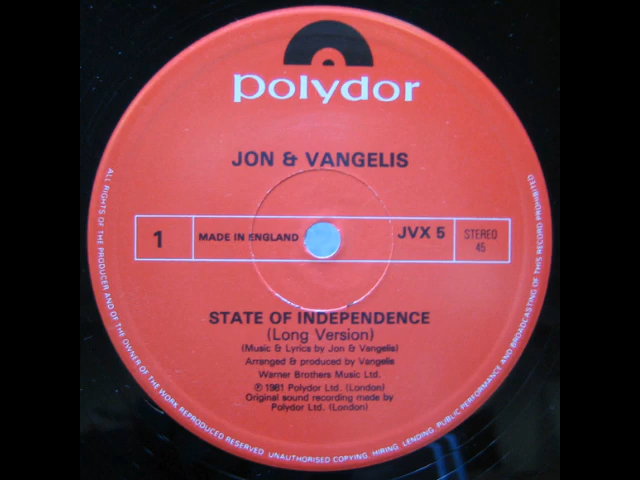 polydor
JON & VANGELIS
1
MADE IN ENGLAND
JVX 5
STEREO
45
STATE OF INDEPENDENCE
(Long Version)
(Music & Lyrics by Jon & Vangelis)
Arranged & produced by Vangelis
Warner Brothers Music Ltd.
℗ 1981 Polydor Ltd. (London)
Original sound recording made by
Polydor Ltd. (London)
ALL RIGHTS OF THE PRODUCER AND OF THE OWNER OF THE WORK REPRODUCED RESERVED. UNAUTHORISED COPYING, HIRING, LENDING, PUBLIC PERFORMANCE AND BROADCASTING OF THIS RECORD PROHIBITED.